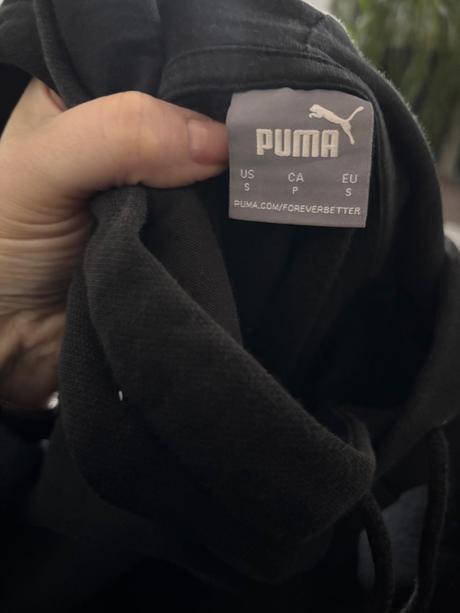 PUMA
US CA EU
S P S
PUMA.COM/FOREVERBETTER